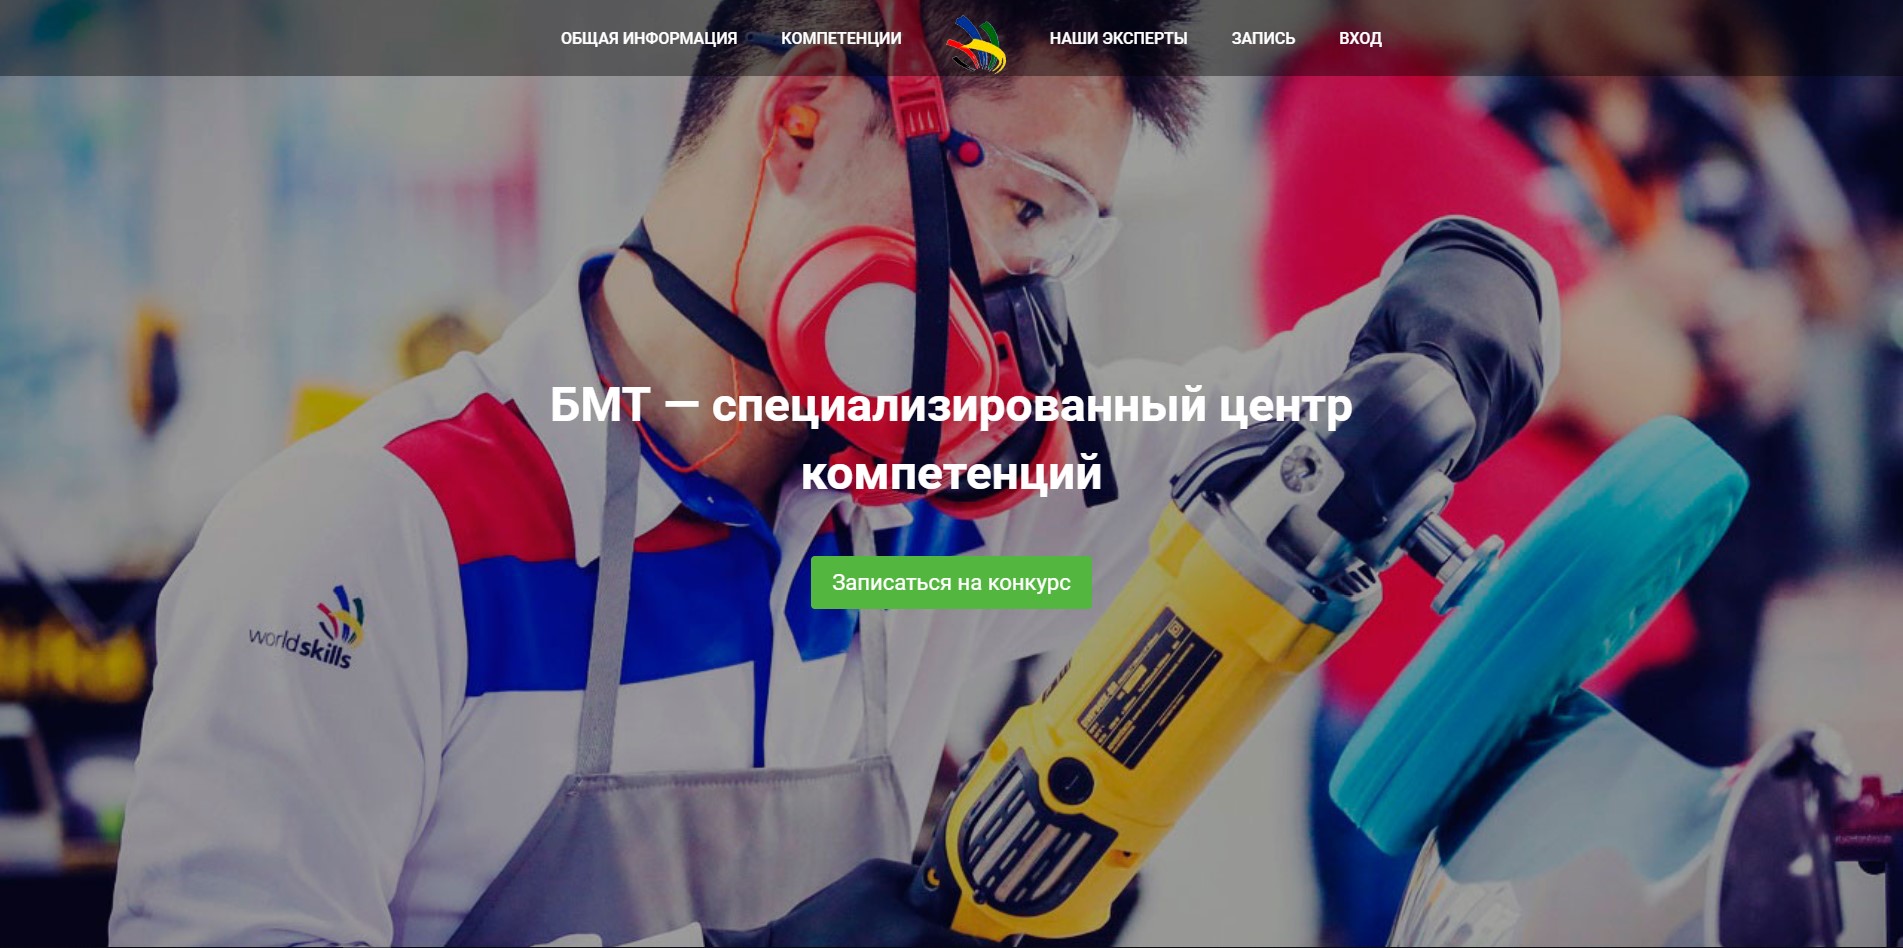 ОБЩАЯ ИНФОРМАЦИЯ КОМПЕТЕНЦИИ НАШИ ЭКСПЕРТЫ ЗАПИСЬ ВХОД
БМТ — специализированный центр
компетенций
Записаться на конкурс
worldskills